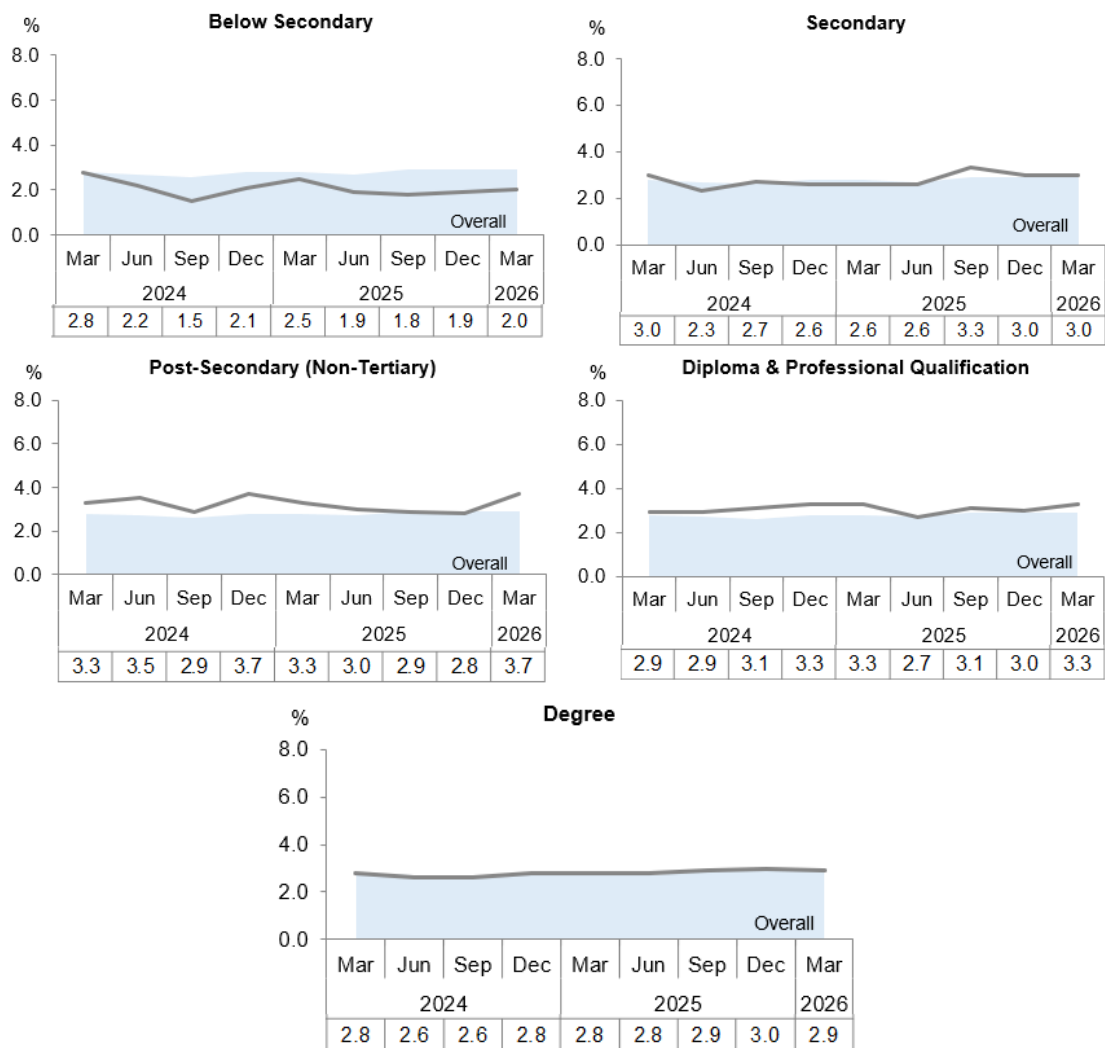 Below Secondary
%
8.0
6.0
4.0
2.0
0.0
Overall
Mar Jun Sep Dec Mar Jun Sep Dec Mar
2024 2025 2026
2.8 2.2 1.5 2.1 2.5 1.9 1.8 1.9 2.0
Secondary
%
8.0
6.0
4.0
2.0
0.0
Overall
Mar Jun Sep Dec Mar Jun Sep Dec Mar
2024 2025 2026
3.0 2.3 2.7 2.6 2.6 2.6 3.3 3.0 3.0
Post-Secondary (Non-Tertiary)
%
8.0
6.0
4.0
2.0
0.0
Overall
Mar Jun Sep Dec Mar Jun Sep Dec Mar
2024 2025 2026
3.3 3.5 2.9 3.7 3.3 3.0 2.9 2.8 3.7
Diploma & Professional Qualification
%
8.0
6.0
4.0
2.0
0.0
Overall
Mar Jun Sep Dec Mar Jun Sep Dec Mar
2024 2025 2026
2.9 2.9 3.1 3.3 3.3 2.7 3.1 3.0 3.3
Degree
%
8.0
6.0
4.0
2.0
0.0
Overall
Mar Jun Sep Dec Mar Jun Sep Dec Mar
2024 2025 2026
2.8 2.6 2.6 2.8 2.8 2.8 2.9 3.0 2.9